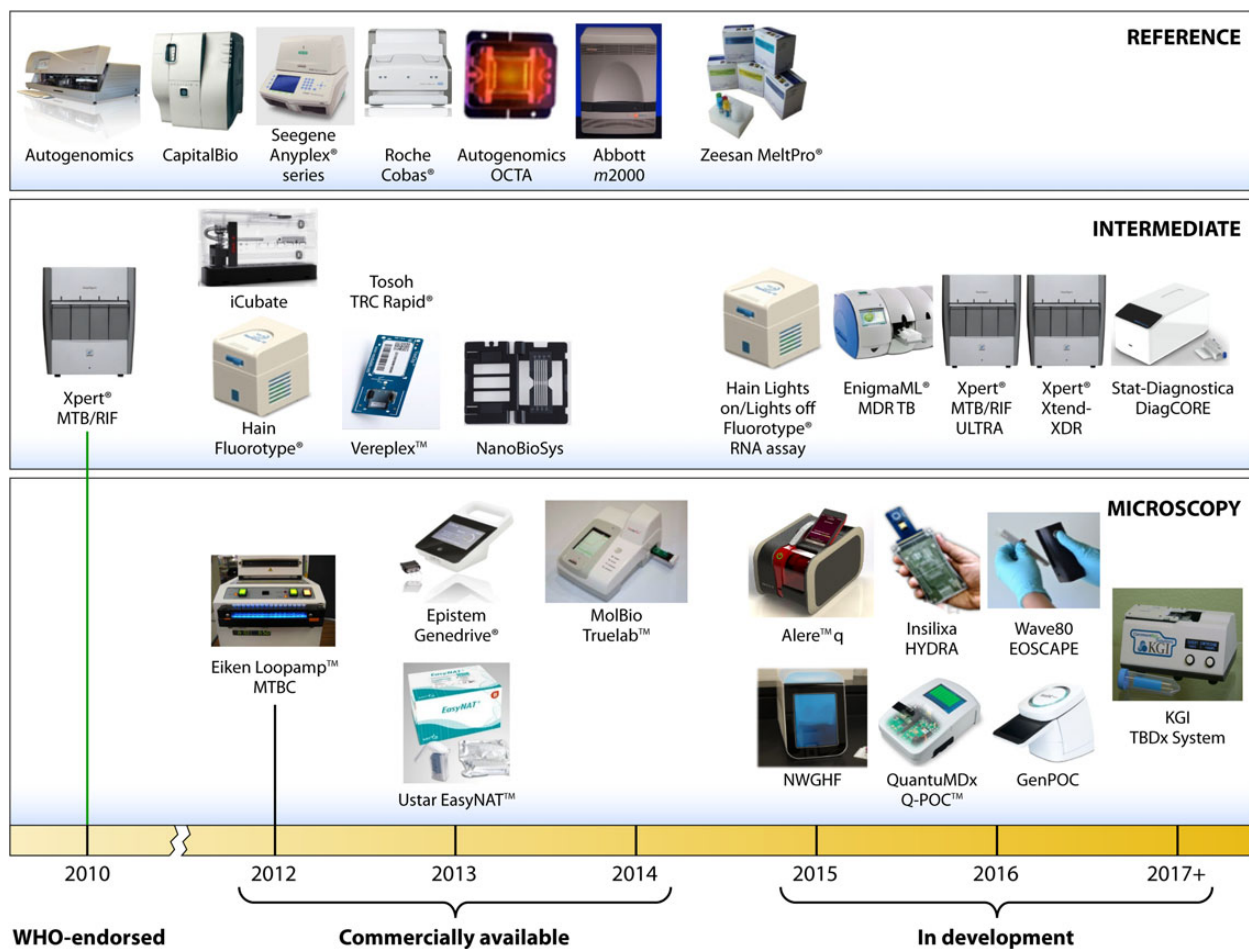 REFERENCE
Autogenomics
CapitalBio
Seegene
Anyplex®
series
Roche
Cobas®
Autogenomics
OCTA
Abbott
m2000
Zeesan MeltPro®
INTERMEDIATE
Xpert®
MTB/RIF
iCubate
Hain
Fluorotype®
Tosoh
TRC Rapid®
Vereplex™
NanoBioSys
Hain Lights
on/Lights off
Fluorotype®
RNA assay
EnigmaML®
MDR TB
Xpert®
MTB/RIF
ULTRA
Xpert®
Xtend-
XDR
Stat-Diagnostica
DiagCORE
MICROSCOPY
Eiken Loopamp™
MTBC
Epistem
Genedrive®
EasyNAT™
Ustar EasyNAT™
MolBio
Truelab™
Alere™ q
Insilixa
HYDRA
Wave80
EOSCAPE
NWGHF
QuantuMDx
Q-POC™
GenPOC
KGI
KGI
TBDx System
2010
2012
2013
2014
2015
2016
2017+
WHO-endorsed
Commercially available
In development